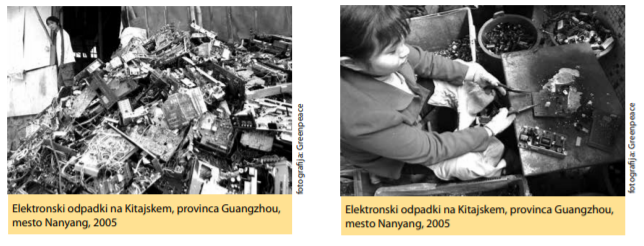 fotografija: Greenpeace
Elektronski odpadki na Kitajskem, provinca Guangzhou,
mesto Nanyang, 2005
fotografija: Greenpeace
Elektronski odpadki na Kitajskem, provinca Guangzhou,
mesto Nanyang, 2005